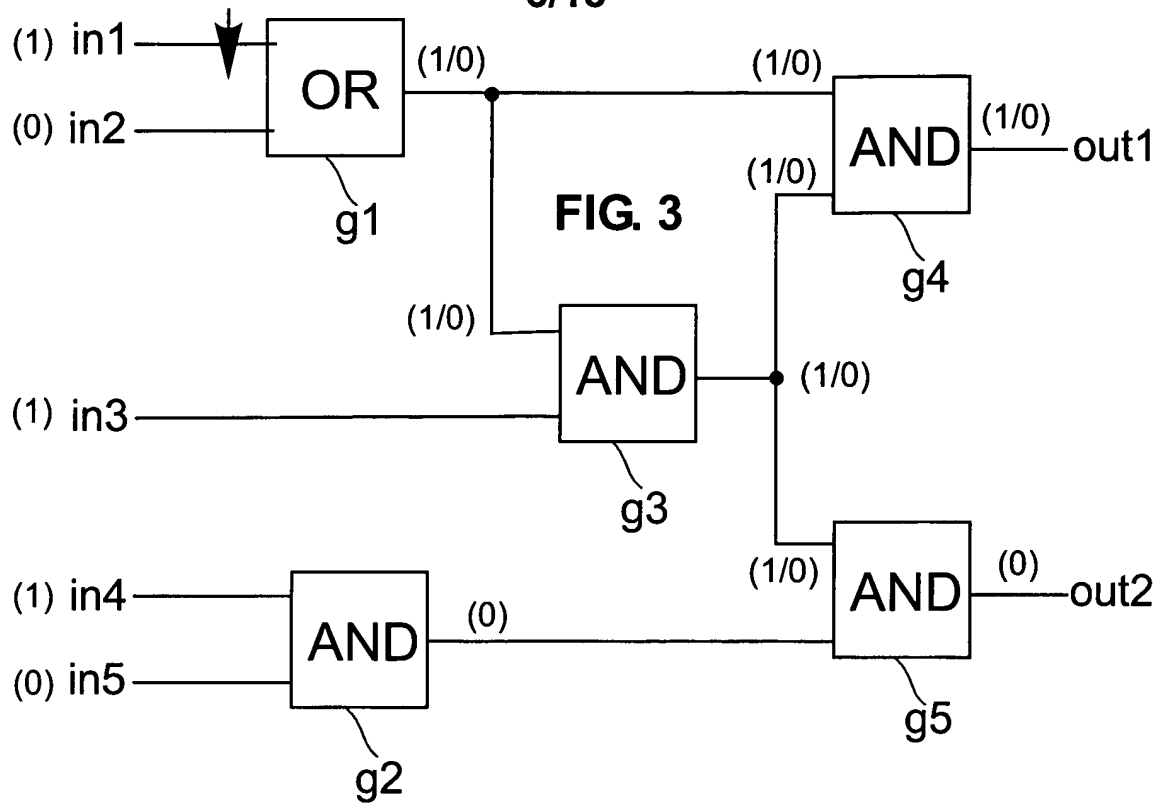 (1) in1
OR
(1/0)
(1/0)
(0) in2
AND
(1/0)
out1
(1/0)
g1
FIG. 3
g4
(1/0)
AND
(1/0)
(1) in3
g3
(1) in4
AND
(0)
(1/0)
AND
(0)
out2
(0) in5
g2
g5